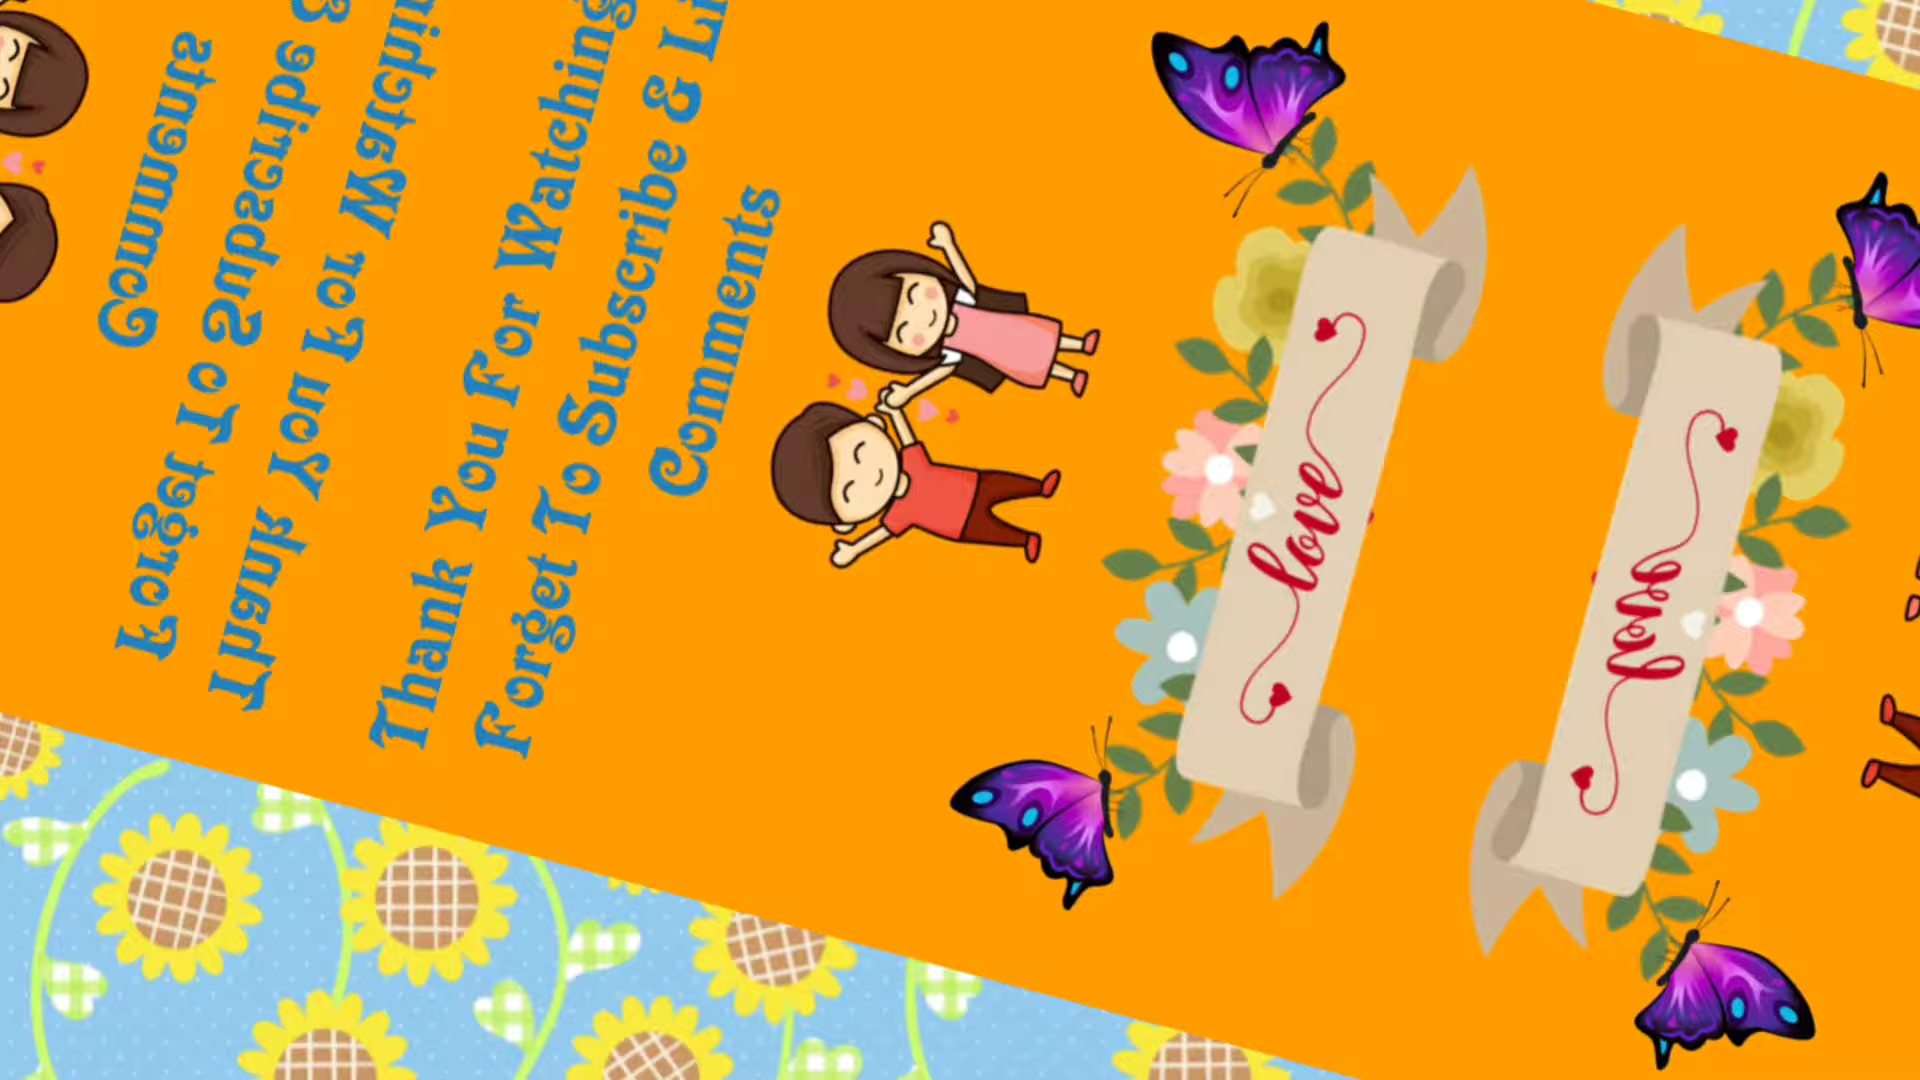 Thank You For Watching
Forget To Subscribe & Li
Comments
love
Thank You For Watchin
Forget To Subscribe &
Comments
love